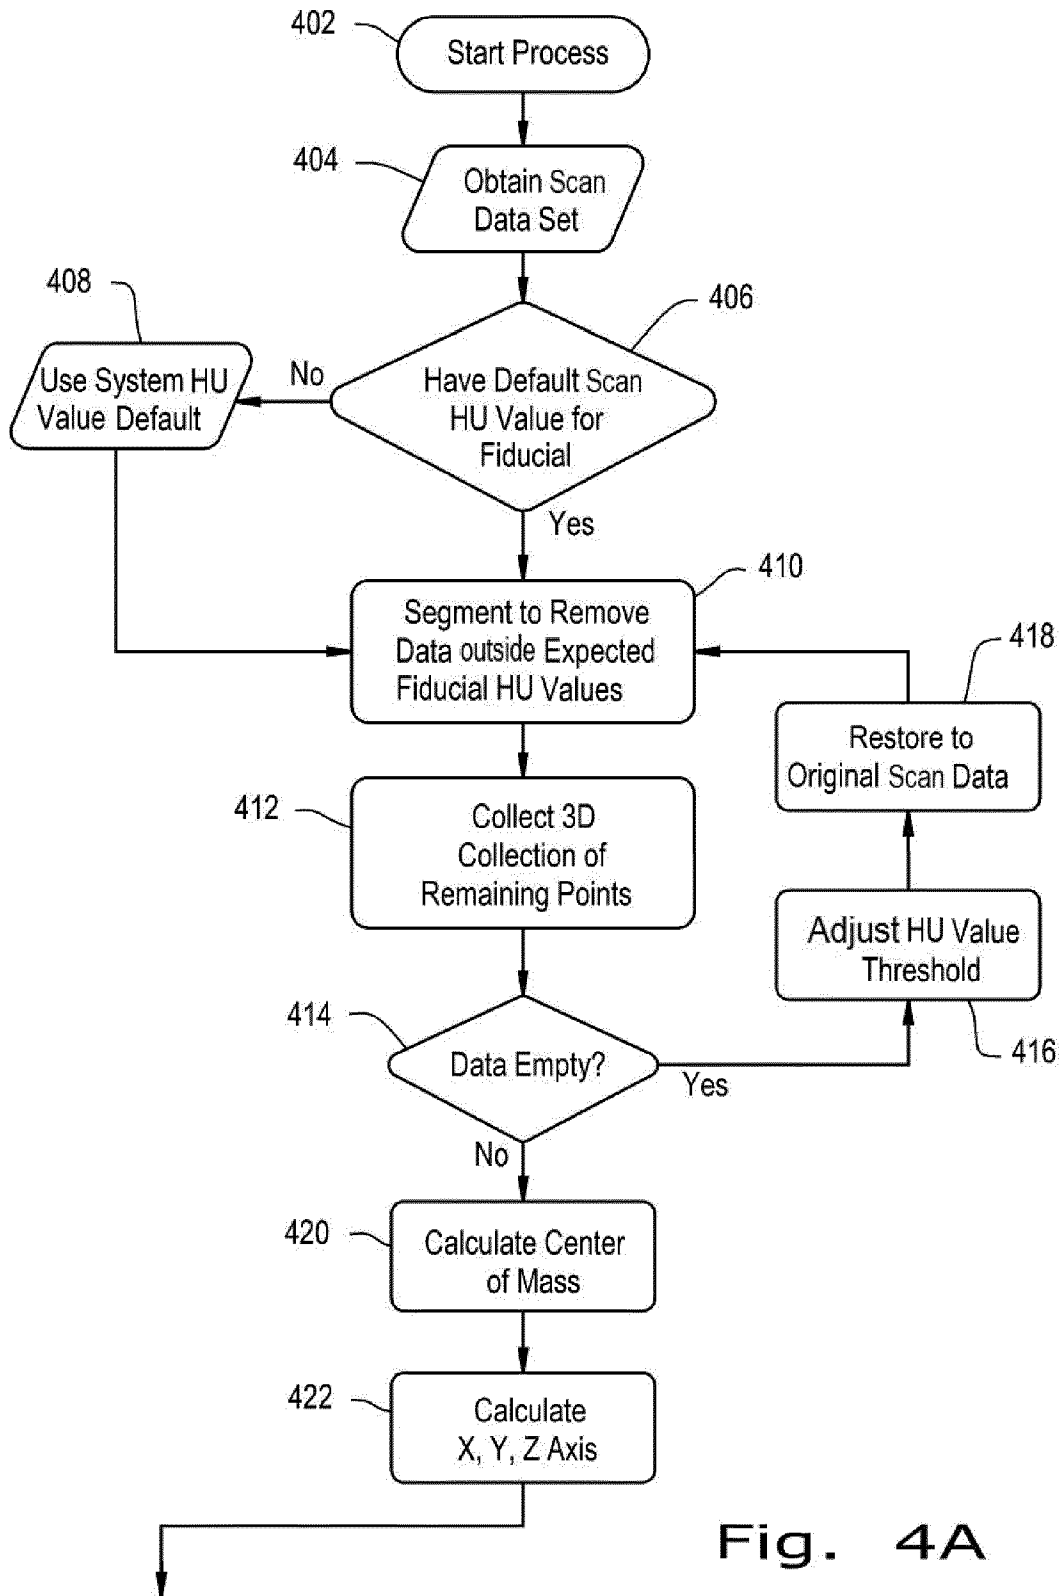 402
Start Process
404
Obtain Scan
Data Set
408
406
Use System HU
Value Default
No
Have Default Scan
HU Value for
Fiducial
Yes
410
Segment to Remove
Data outside Expected
Fiducial HU Values
418
Restore to
Original Scan Data
412
Collect 3D
Collection of
Remaining Points
Adjust HU Value
Threshold
414
Data Empty?
Yes
416
No
420
Calculate Center
of Mass
422
Calculate
X, Y, Z Axis
Fig. 4A